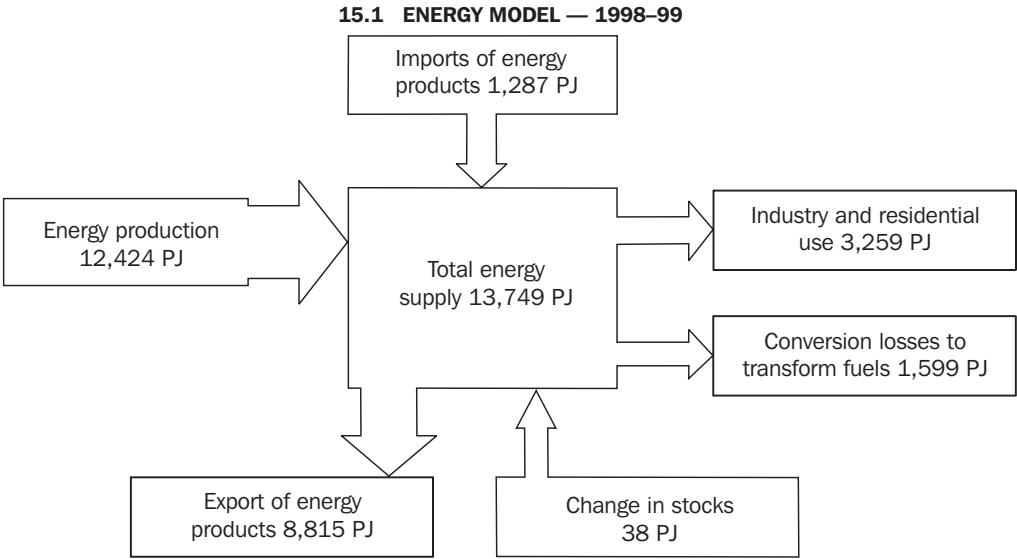 15.1 ENERGY MODEL — 1998–99
Imports of energy
products 1,287 PJ
Energy production
12,424 PJ
Total energy
supply 13,749 PJ
Industry and residential
use 3,259 PJ
Conversion losses to
transform fuels 1,599 PJ
Export of energy
products 8,815 PJ
Change in stocks
38 PJ